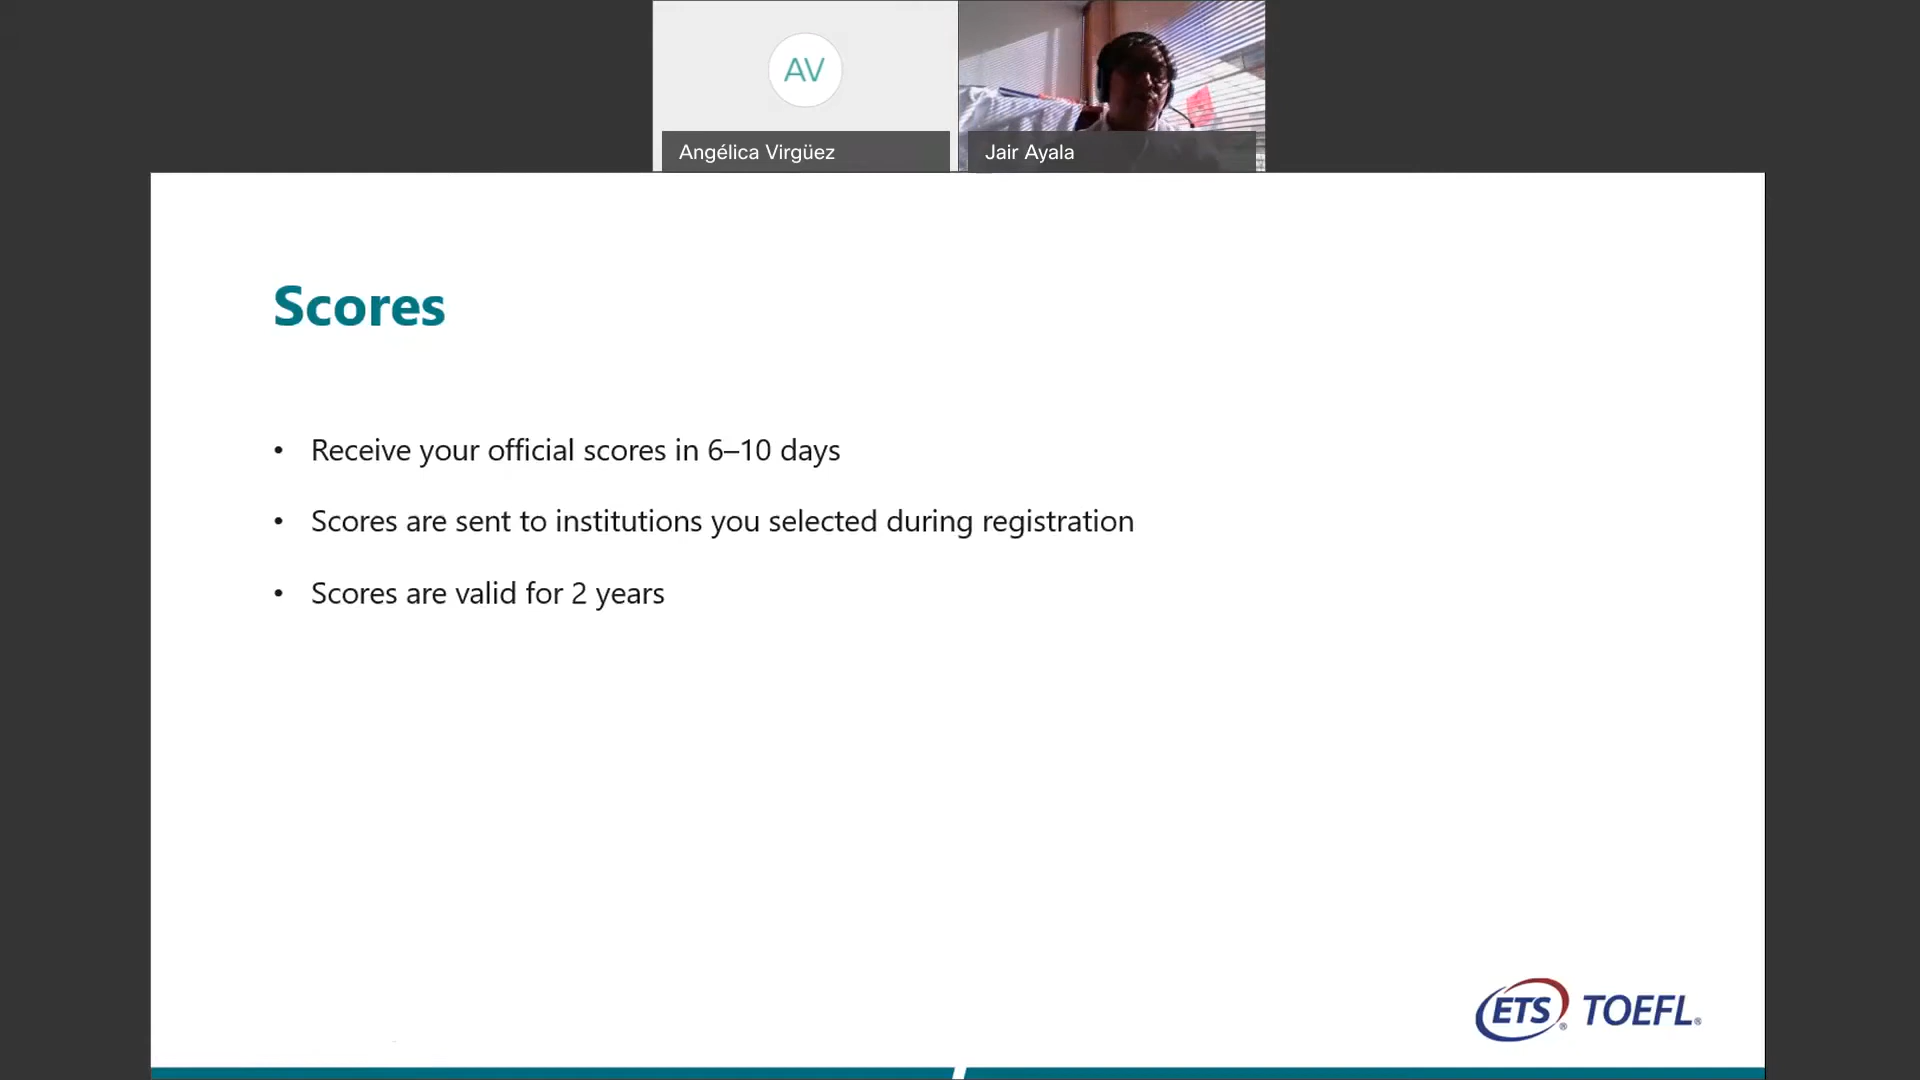 AV
Angélica Virgüez
Jair Ayala
Scores
• Receive your official scores in 6–10 days
• Scores are sent to institutions you selected during registration
• Scores are valid for 2 years
ETS® TOEFL®